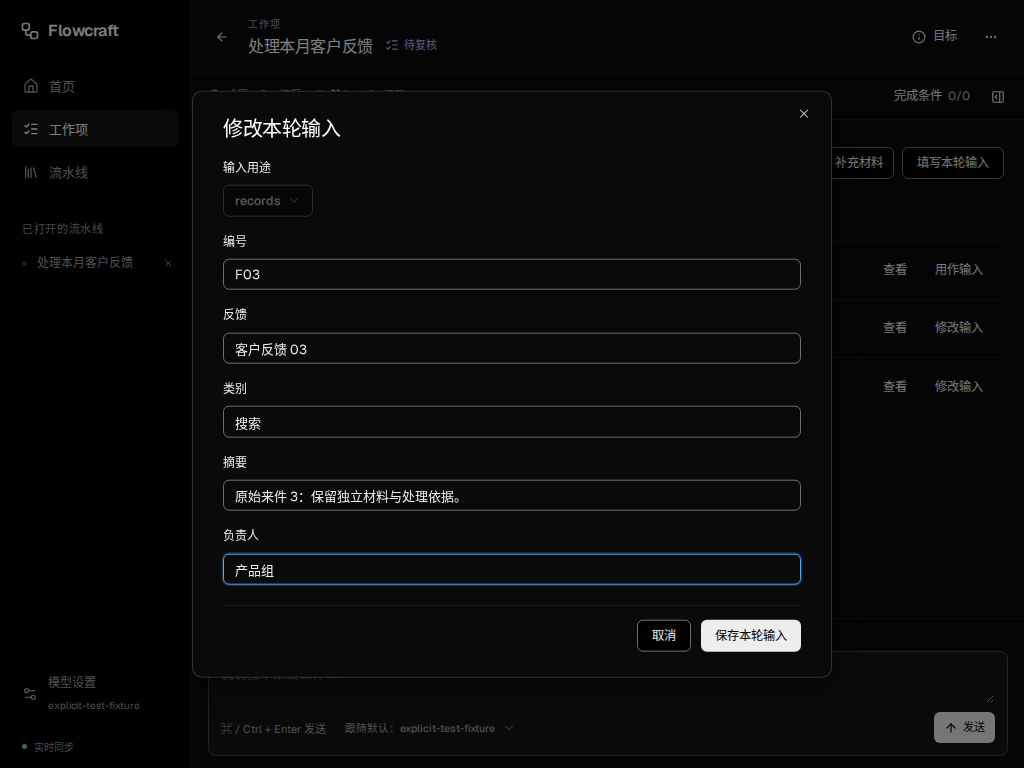 Flowcraft
首页
工作项
流水线
已打开的流水线
处理本月客户反馈
模型设置
explicit-test-fixture
实时同步
工作项
处理本月客户反馈 待复核
目标
完成条件 0/0
补充材料 填写本轮输入
查看 用作输入
查看 修改输入
查看 修改输入
修改本轮输入
输入用途
records
编号
F03
反馈
客户反馈 03
类别
搜索
摘要
原始来件 3：保留独立材料与处理依据。
负责人
产品组
取消 保存本轮输入
⌘ / Ctrl + Enter 发送 跟随默认：explicit-test-fixture
发送